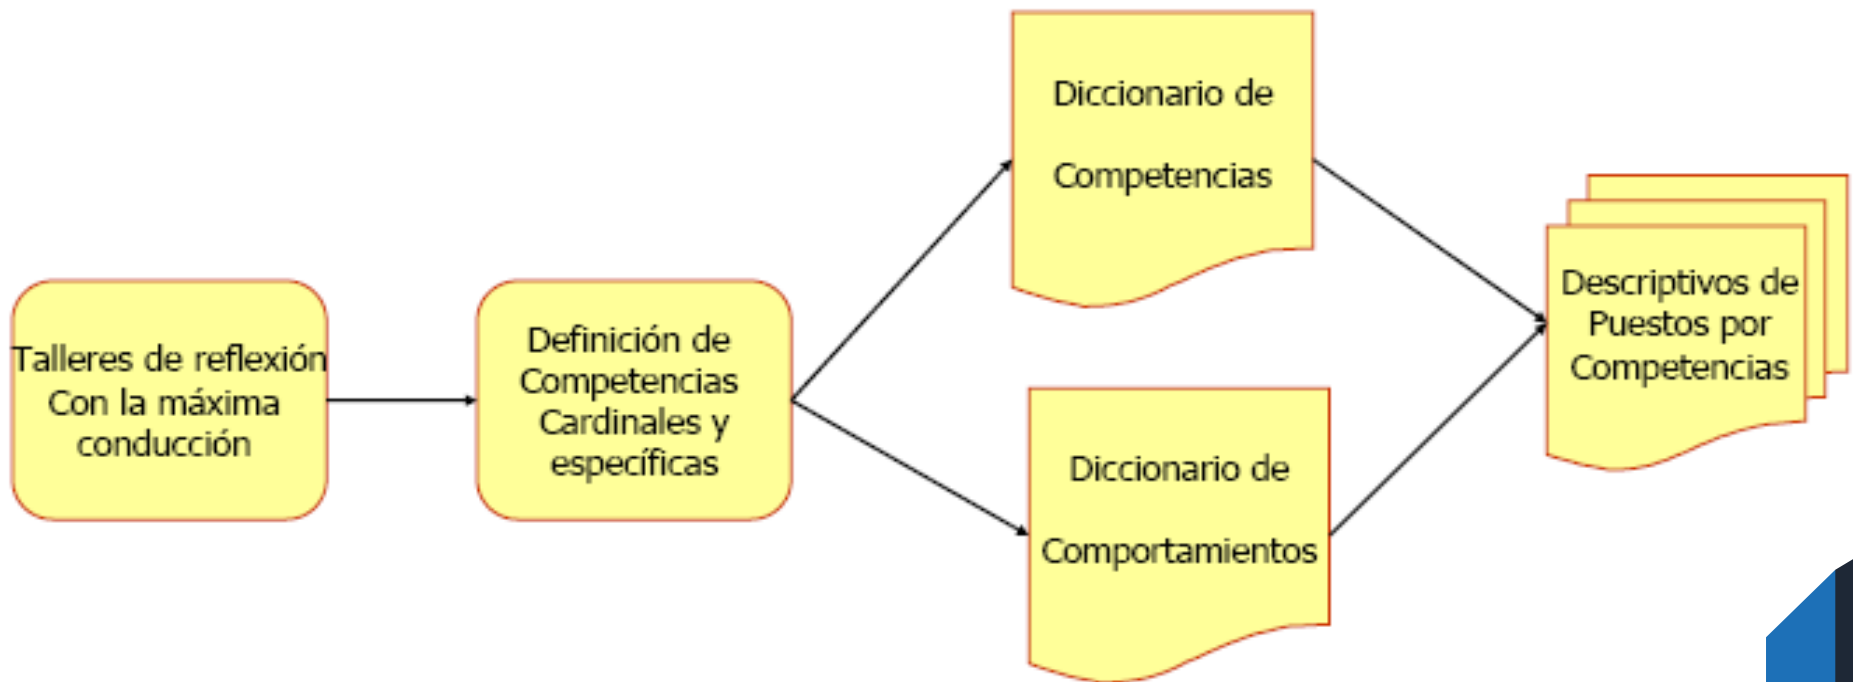 Talleres de reflexión
Con la máxima
conducción
Definición de
Competencias
Cardinales y
específicas
Diccionario de
Competencias
Diccionario de
Comportamientos
Descriptivos de
Puestos por
Competencias